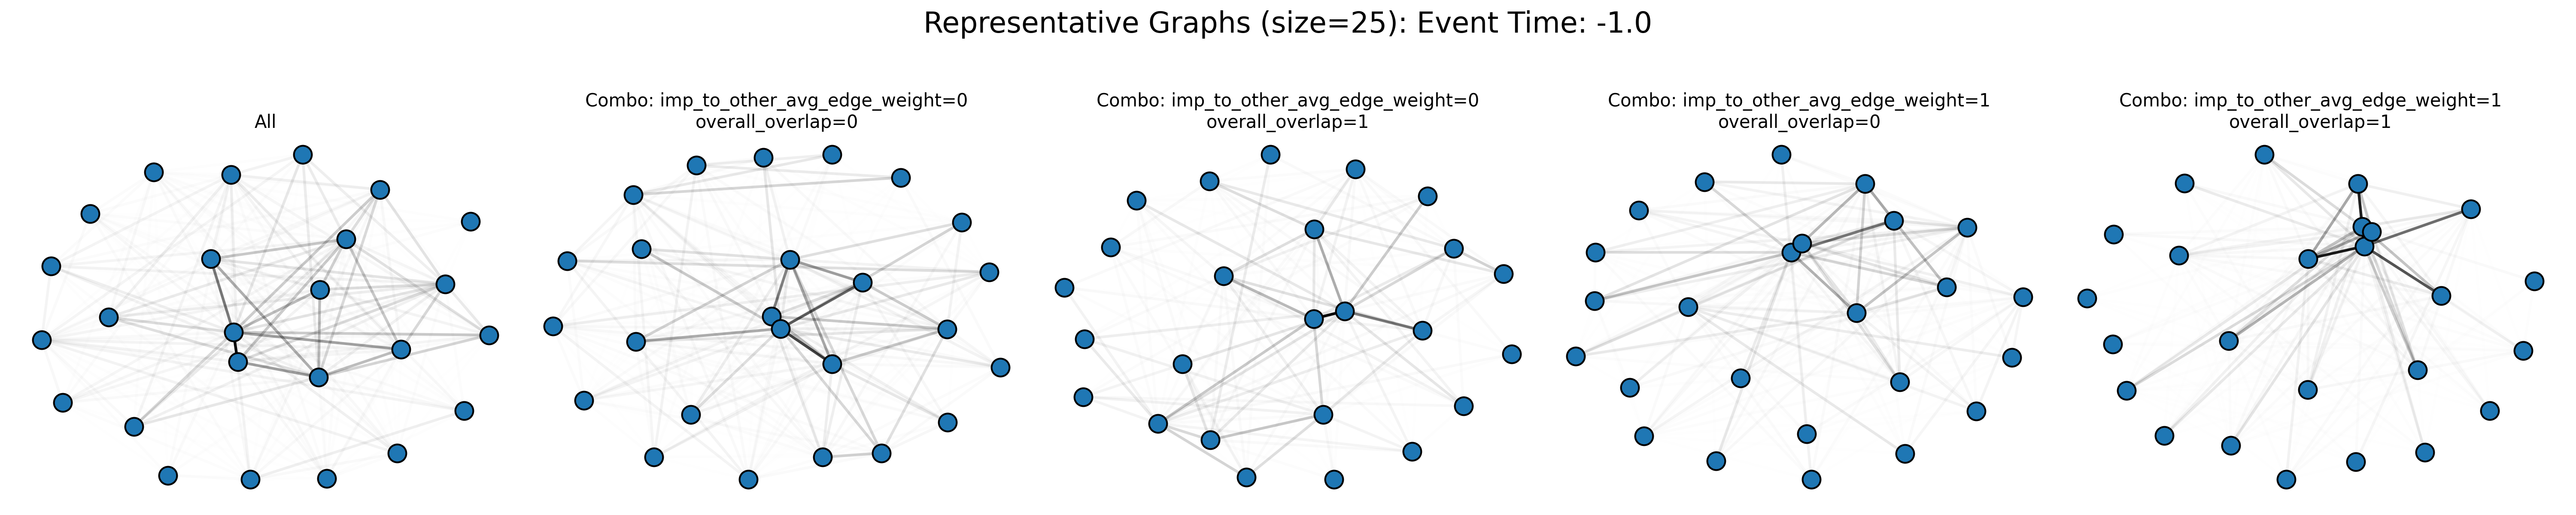 Representative Graphs (size=25): Event Time: -1.0
All
Combo: imp_to_other_avg_edge_weight=0
overall_overlap=0
Combo: imp_to_other_avg_edge_weight=0
overall_overlap=1
Combo: imp_to_other_avg_edge_weight=1
overall_overlap=0
Combo: imp_to_other_avg_edge_weight=1
overall_overlap=1